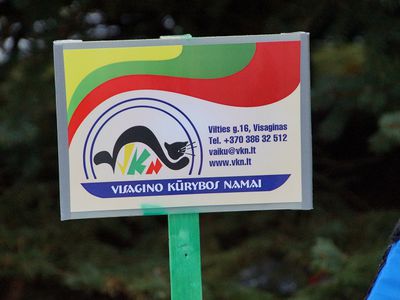 VKN
Vilties g.16, Visaginas
Tel. +370 386 32 512
vaiku@vkn.lt
www.vkn.lt
VISAGINO KŪRYBOS NAMAI